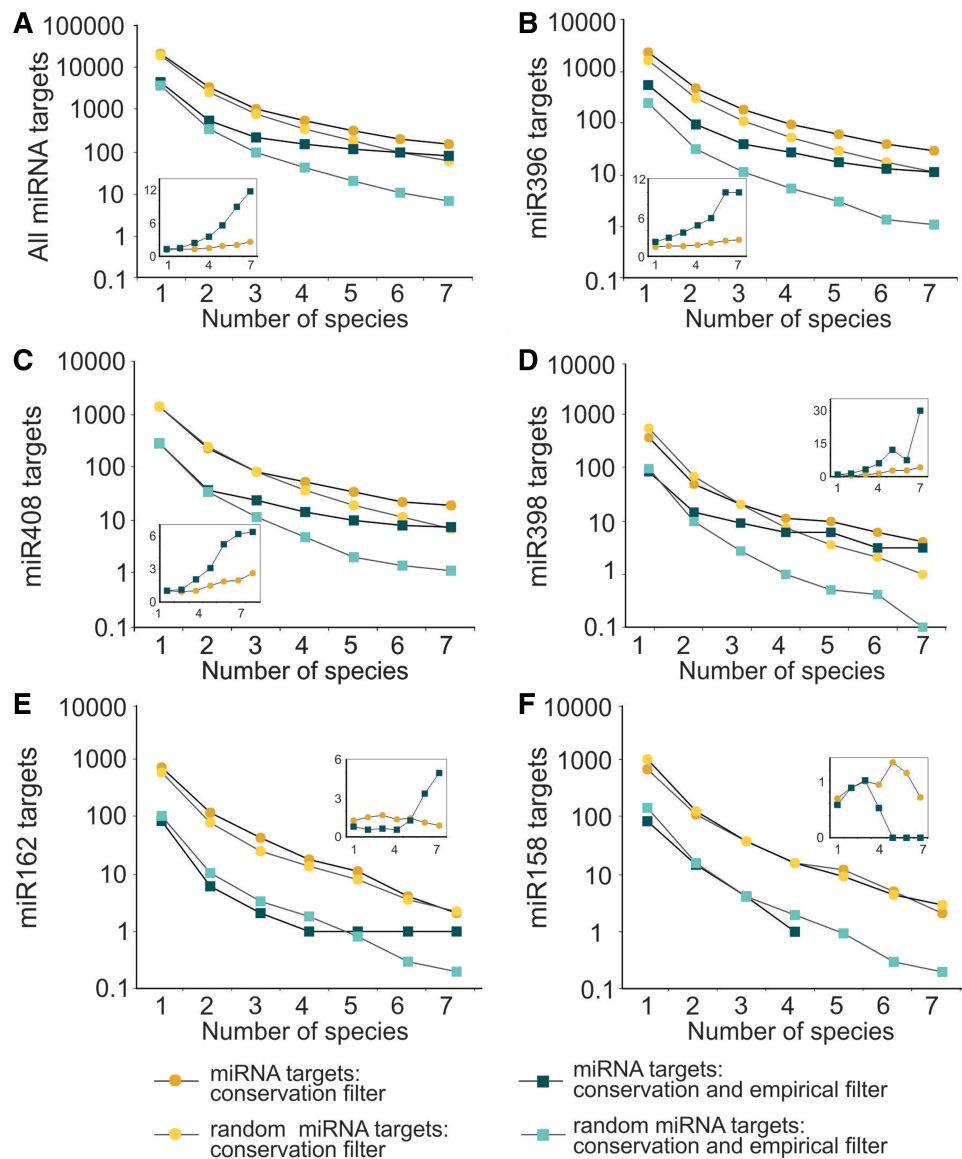 A
All miRNA targets
100000
10000
1000
100
10
1
0.1
12
6
0
1 4 7
1 2 3 4 5 6 7
Number of species
B
miR396 targets
10000
1000
100
10
1
0.1
12
6
0
1 4 7
1 2 3 4 5 6 7
Number of species
C
miR408 targets
10000
1000
100
10
1
0.1
6
3
0
1 4 7
1 2 3 4 5 6 7
Number of species
D
miR398 targets
10000
1000
100
10
1
0.1
30
15
0
1 4 7
1 2 3 4 5 6 7
Number of species
E
miR162 targets
10000
1000
100
10
1
0.1
6
3
0
1 4 7
1 2 3 4 5 6 7
Number of species
F
miR158 targets
10000
1000
100
10
1
0.1
1
0
1 4 7
1 2 3 4 5 6 7
Number of species
miRNA targets:
conservation filter
random miRNA targets:
conservation filter
miRNA targets:
conservation and empirical filter
random miRNA targets:
conservation and empirical filter